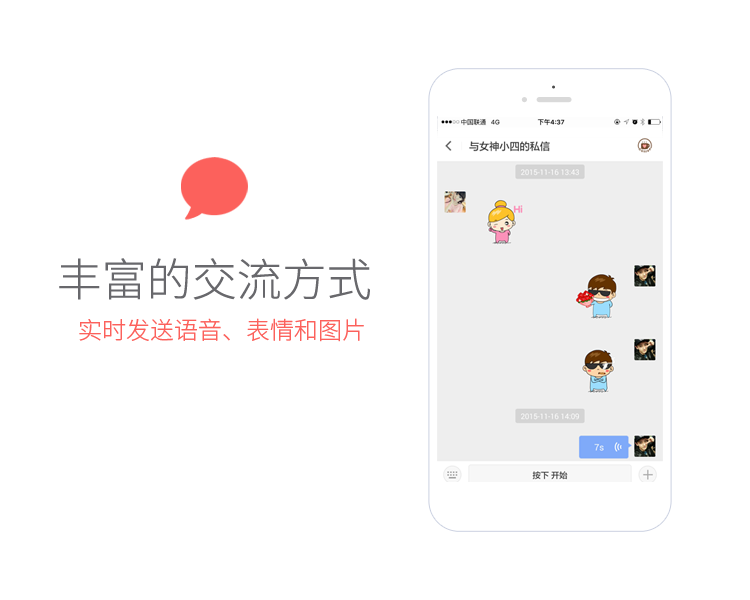 丰富的交流方式
实时发送语音、表情和图片
中国联通 4G 下午4:37
与女神小四的私信
2015-11-16 13:43
Hi
2015-11-16 14:09
7s
按下 开始